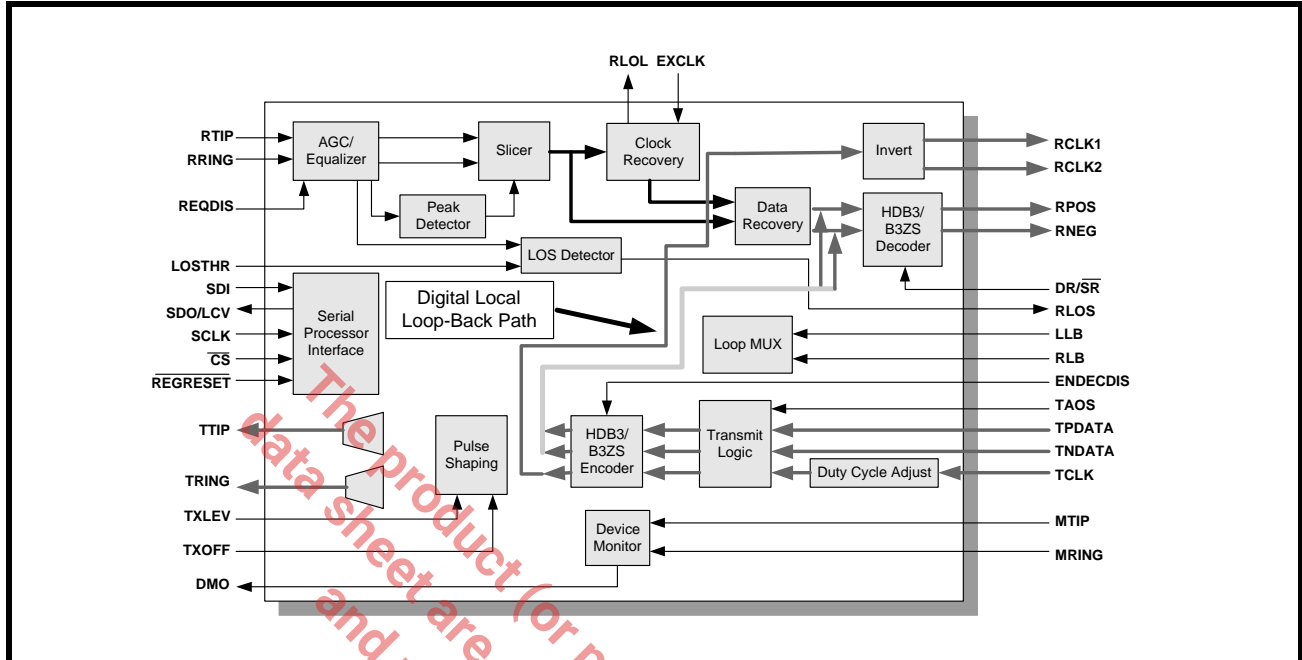 RLOL EXCLK
RTIP
RRING
REQDIS
LOSTHR
SDI
SDO/LCV
SCLK
CS
REGRESET
TTIP
TRING
TXLEV
TXOFF
DMO
AGC/
Equalizer
Slicer
Clock
Recovery
Invert
Peak
Detector
Data
Recovery
HDB3/
B3ZS
Decoder
LOS Detector
Serial
Processor
Interface
Digital Local
Loop-Back Path
Loop MUX
Pulse
Shaping
HDB3/
B3ZS
Encoder
Transmit
Logic
Duty Cycle Adjust
Device
Monitor
RCLK1
RCLK2
RPOS
RNEG
DR/SR
RLOS
LLB
RLB
ENDECDIS
TAOS
TPDATA
TNDATA
TCLK
MTIP
MRING
The product (or
data sheet are
and